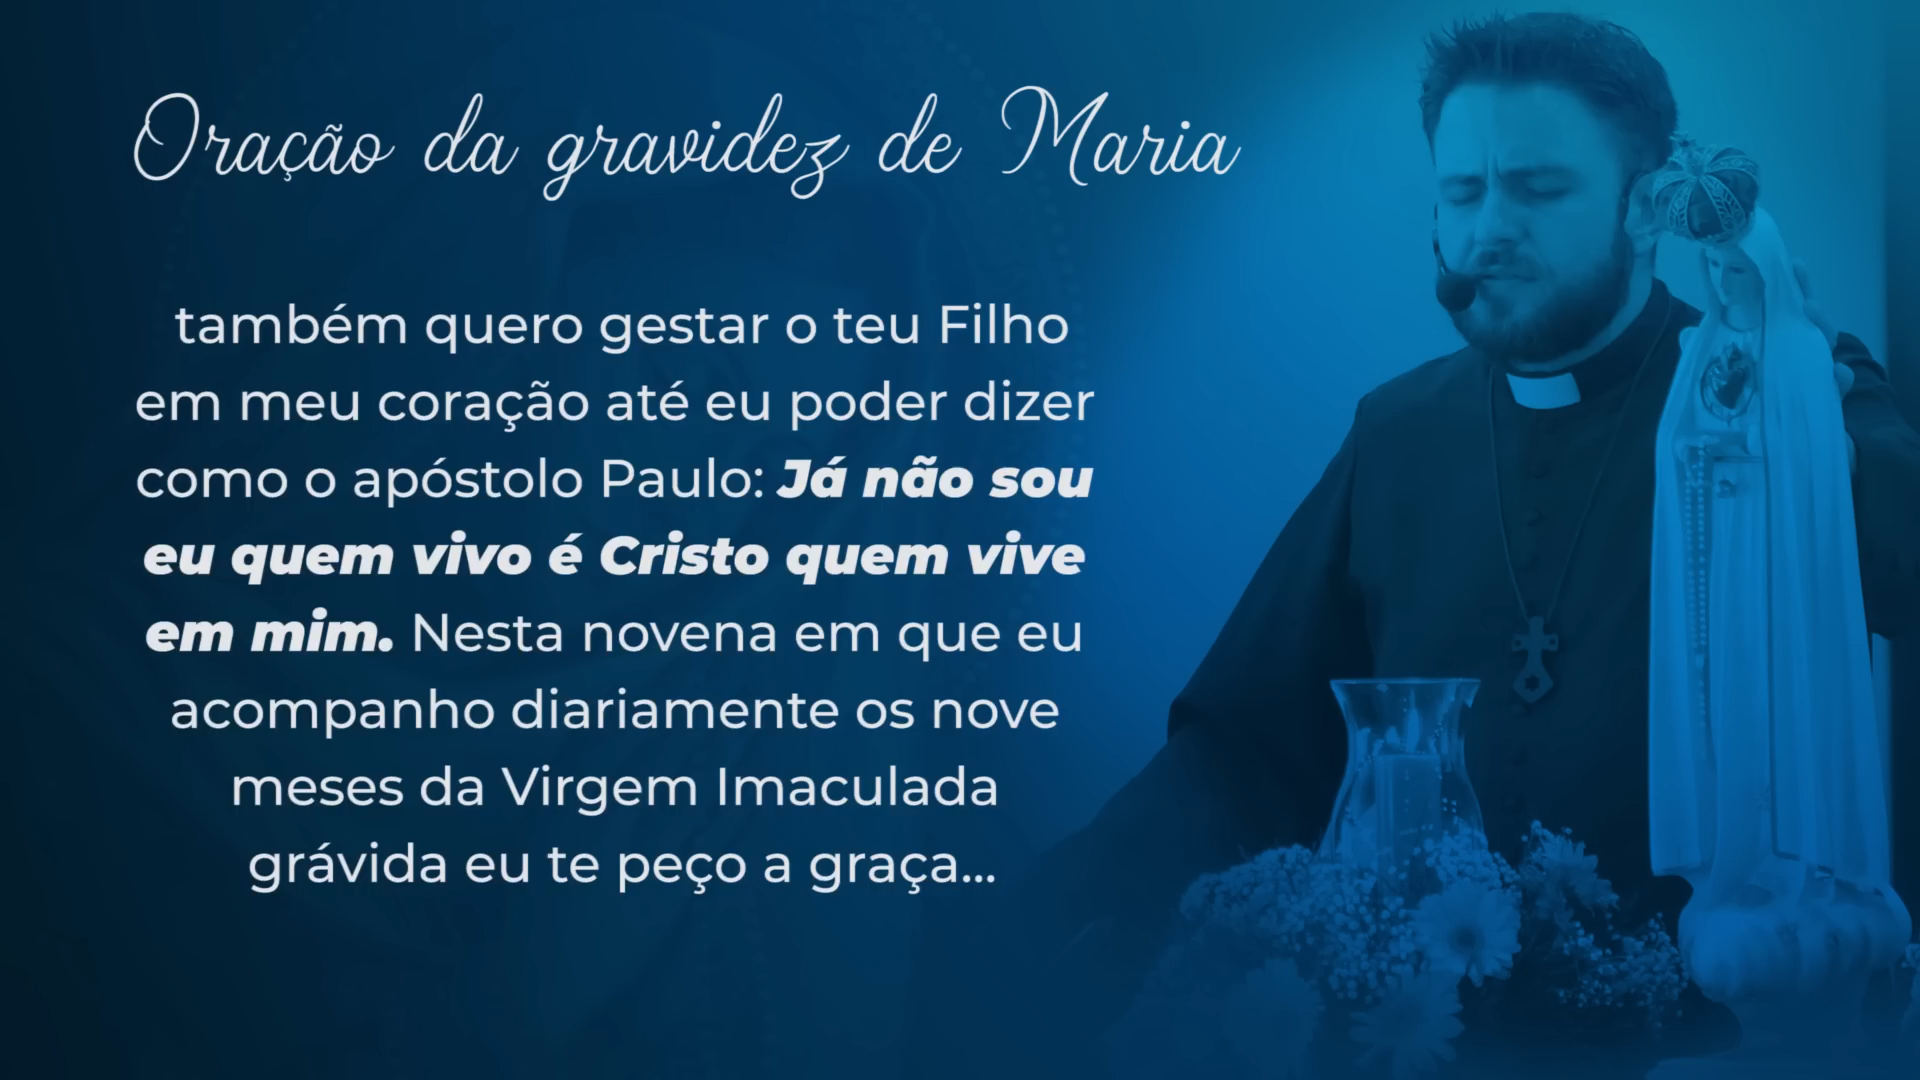 Oração da gravidez de Maria
também quero gestar o teu Filho
em meu coração até eu poder dizer
como o apóstolo Paulo: Já não sou
eu quem vivo é Cristo quem vive
em mim. Nesta novena em que eu
acompanho diariamente os nove
meses da Virgem Imaculada
grávida eu te peço a graça...